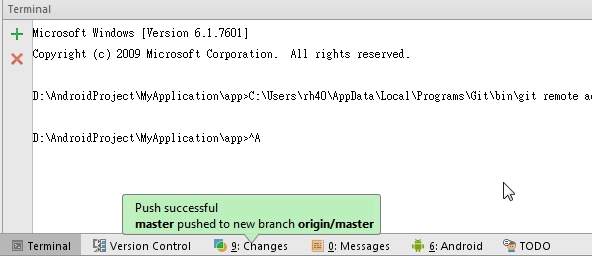 Terminal
Microsoft Windows [Version 6.1.7601]
Copyright (c) 2009 Microsoft Corporation. All rights reserved.
D:\AndroidProject\MyApplication\app>C:\Users\rh40\AppData\Local\Programs\Git\bin\git remote
D:\AndroidProject\MyApplication\app>^A
Push successful
master pushed to new branch origin/master
Terminal Version Control 9: Changes 0: Messages 6: Android TODO